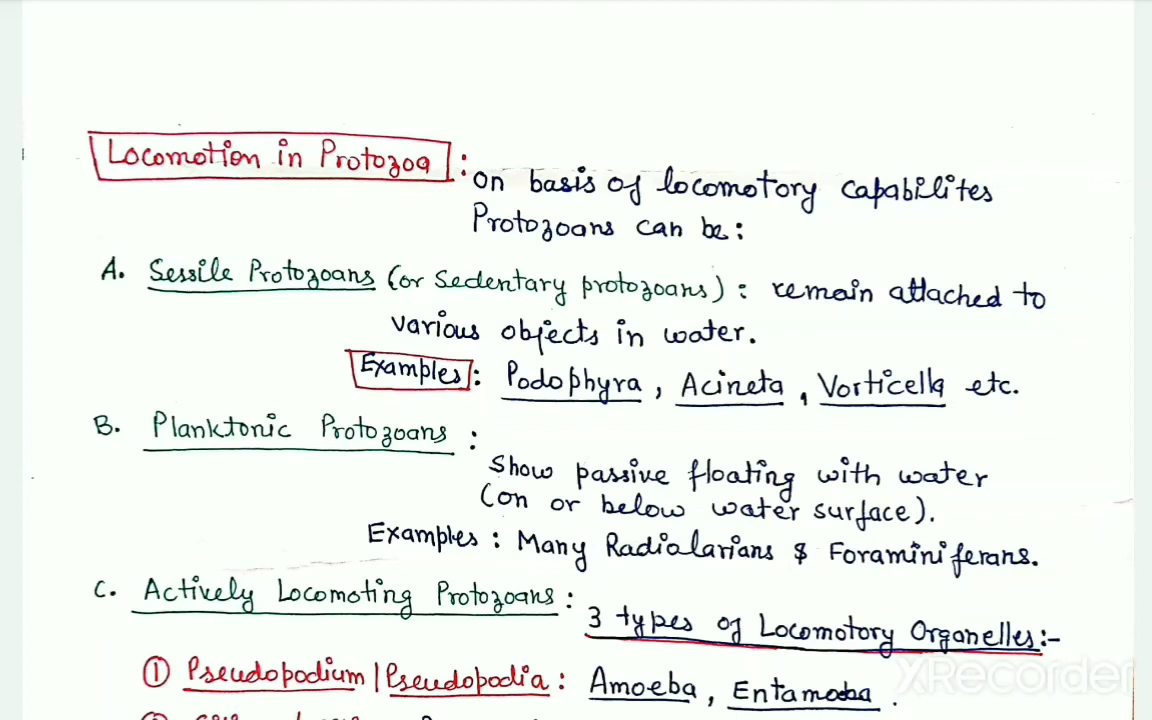 Locomotion in Protozoa :
on basis of locomotory capabilites
Protozoans can be :
A. Sessile Protozoans (or Sedentary protozoans) : remain attached to
various objects in water.
Examples : Podophyra, Acineta, Vorticella etc.
B. Planktonic Protozoans :
Show passive floating with water
(on or below water surface).
Examples : Many Radialarians & Foraminiferans.
C. Actively Locomoting Protozoans :
3 types of Locomotory Organelles :-
① Pseudopodium | Pseudopodia : Amoeba, Entamoeba.
XRecorder